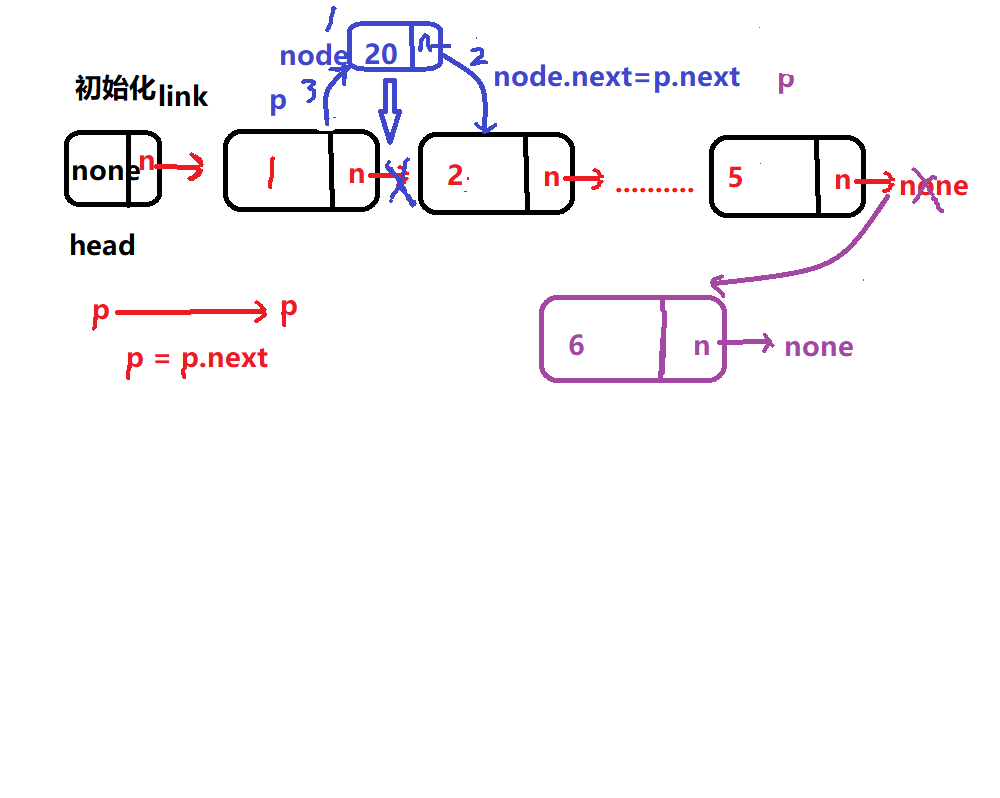 1
node 20 n 2
node.next=p.next p
初始化link
p 3
none n 1 n 2 n .......... 5 n none
head
p p
p = p.next
6 n none